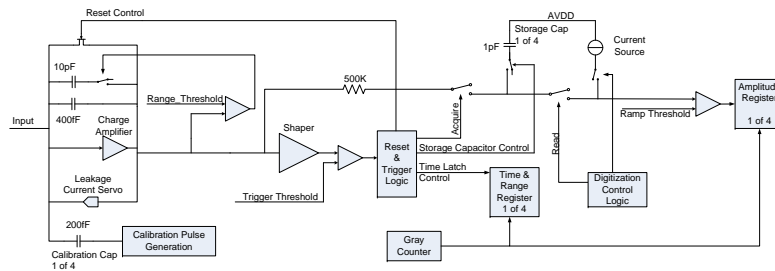 Reset Control
AVDD
Storage Cap
1 of 4
1pF
Current
Source
10pF
500K
Range_Threshold
Amplitude
Register
1 of 4
400fF
Input
Charge
Amplifier
Shaper
Acquire
Ramp Threshold
Reset
&
Trigger
Logic
Storage Capacitor Control
Read
Time Latch
Control
Leakage
Current Servo
Trigger Threshold
Time &
Range
Register
1 of 4
Digitization
Control
Logic
200fF
Calibration Pulse
Generation
Calibration Cap
1 of 4
Gray
Counter